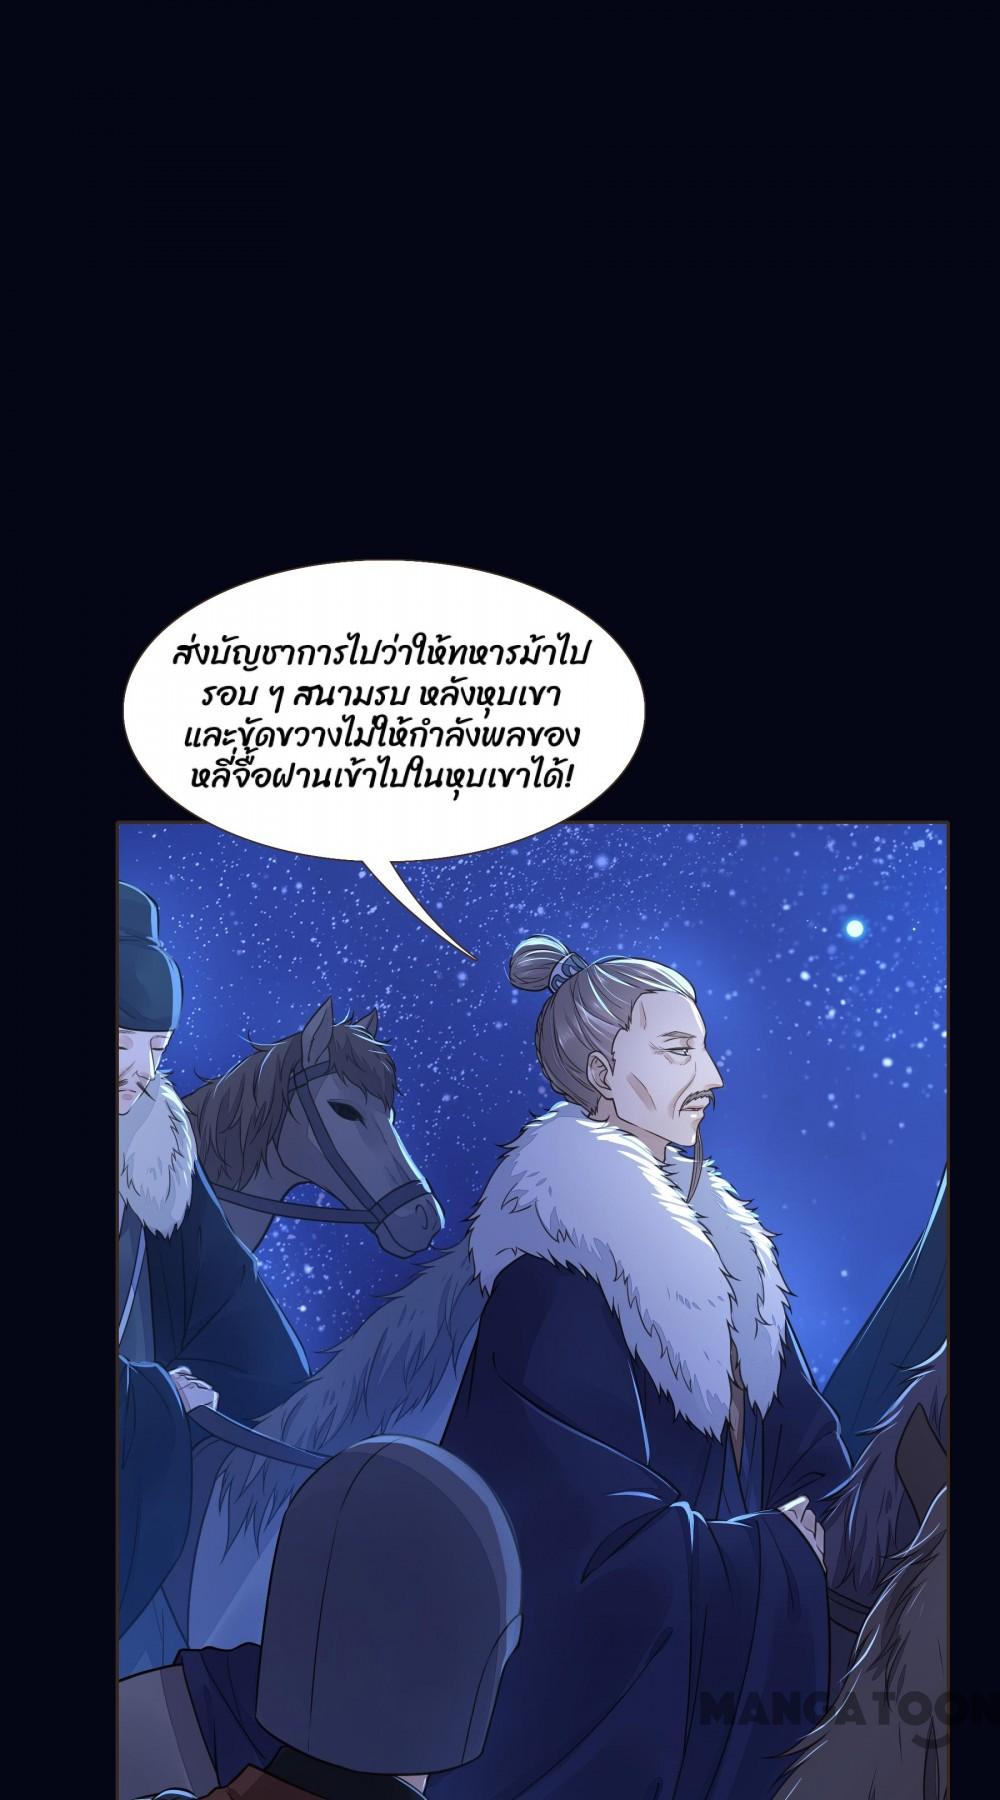 ส่งบัญชาการไปว่าให้ทหารม้าไป
รอบ ๆ สนามรบ หลังหุบเขา
และขัดขวางไม่ให้กำลังพลของ
หลี่จื้อฝานเข้าไปในหุบเขาได้!
MANGATOON